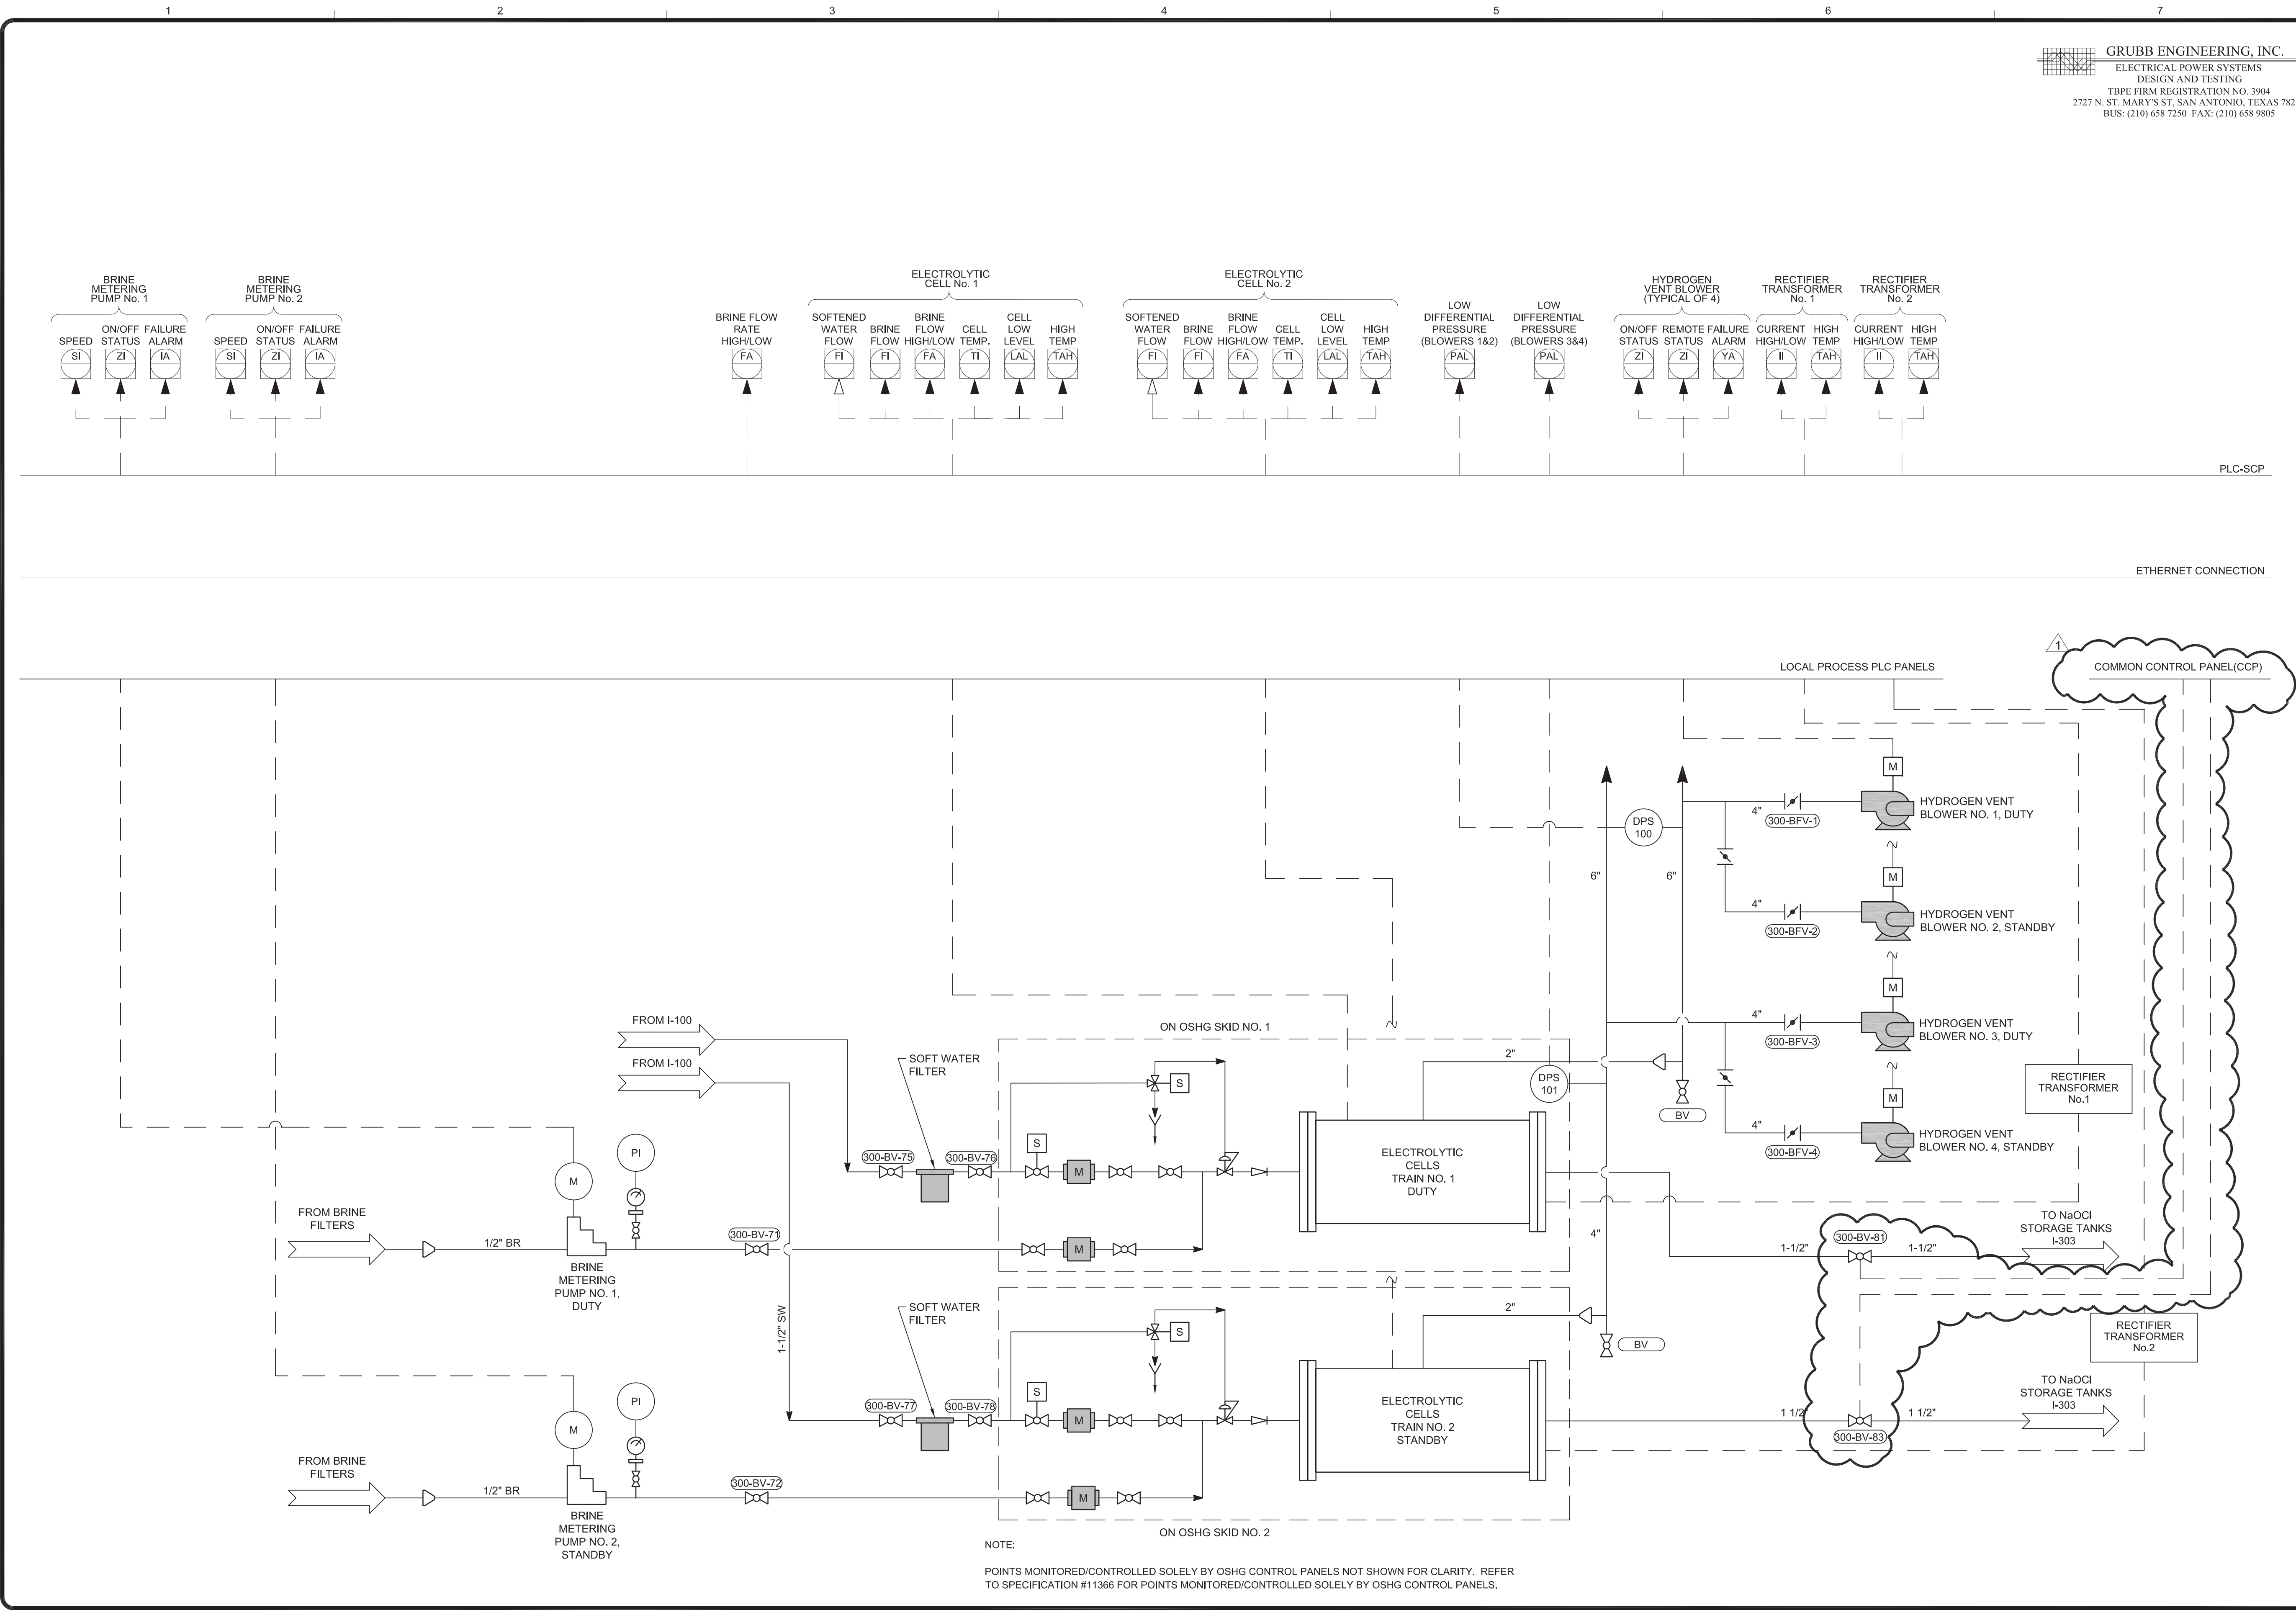 1 2 3 4 5 6 7
GRUBB ENGINEERING, INC.
ELECTRICAL POWER SYSTEMS
DESIGN AND TESTING
TBPE FIRM REGISTRATION NO. 3904
2727 N. ST. MARY'S ST, SAN ANTONIO, TEXAS 782
BUS: (210) 658 7250 FAX: (210) 658 9805
BRINE
METERING
PUMP No. 1
SPEED
ON/OFF
STATUS
FAILURE
ALARM
SI ZI IA
BRINE
METERING
PUMP No. 2
SPEED
ON/OFF
STATUS
FAILURE
ALARM
SI ZI IA
BRINE FLOW
RATE
HIGH/LOW
FA
ELECTROLYTIC
CELL No. 1
SOFTENED
WATER
FLOW
BRINE
FLOW
BRINE
FLOW
HIGH/LOW
CELL
TEMP.
CELL
LOW
LEVEL
HIGH
TEMP
FI FI FA TI LAL TAH
ELECTROLYTIC
CELL No. 2
SOFTENED
WATER
FLOW
BRINE
FLOW
BRINE
FLOW
HIGH/LOW
CELL
TEMP.
CELL
LOW
LEVEL
HIGH
TEMP
FI FI FA TI LAL TAH
LOW
DIFFERENTIAL
PRESSURE
(BLOWERS 1&2)
PAL
LOW
DIFFERENTIAL
PRESSURE
(BLOWERS 3&4)
PAL
HYDROGEN
VENT BLOWER
(TYPICAL OF 4)
ON/OFF
STATUS
REMOTE
STATUS
FAILURE
ALARM
ZI ZI YA
RECTIFIER
TRANSFORMER
No. 1
CURRENT
HIGH/LOW
HIGH
TEMP
II TAH
RECTIFIER
TRANSFORMER
No. 2
CURRENT
HIGH/LOW
HIGH
TEMP
II TAH
PLC-SCP
ETHERNET CONNECTION
LOCAL PROCESS PLC PANELS
1
COMMON CONTROL PANEL(CCP)
M
4"
300-BFV-1
HYDROGEN VENT
BLOWER NO. 1, DUTY
DPS
100
6" 6"
M
4"
300-BFV-2
HYDROGEN VENT
BLOWER NO. 2, STANDBY
M
4"
300-BFV-3
HYDROGEN VENT
BLOWER NO. 3, DUTY
M
4"
300-BFV-4
HYDROGEN VENT
BLOWER NO. 4, STANDBY
RECTIFIER
TRANSFORMER
No.1
FROM I-100
FROM I-100
SOFT WATER
FILTER
ON OSHG SKID NO. 1
2"
DPS
101
BV
S
S
PI
M
300-BV-75
300-BV-76
M
ELECTROLYTIC
CELLS
TRAIN NO. 1
DUTY
FROM BRINE
FILTERS
1/2" BR
300-BV-71
M
4"
BRINE
METERING
PUMP NO. 1,
DUTY
1-1/2"
300-BV-81
1-1/2"
TO NaOCl
STORAGE TANKS
I-303
1-1/2" SW
SOFT WATER
FILTER
2"
BV
S
S
RECTIFIER
TRANSFORMER
No.2
PI
M
300-BV-77
300-BV-78
M
ELECTROLYTIC
CELLS
TRAIN NO. 2
STANDBY
1 1/2"
300-BV-83
1 1/2"
TO NaOCl
STORAGE TANKS
I-303
FROM BRINE
FILTERS
1/2" BR
300-BV-72
M
BRINE
METERING
PUMP NO. 2,
STANDBY
ON OSHG SKID NO. 2
NOTE:
POINTS MONITORED/CONTROLLED SOLELY BY OSHG CONTROL PANELS NOT SHOWN FOR CLARITY. REFER
TO SPECIFICATION #11366 FOR POINTS MONITORED/CONTROLLED SOLELY BY OSHG CONTROL PANELS.